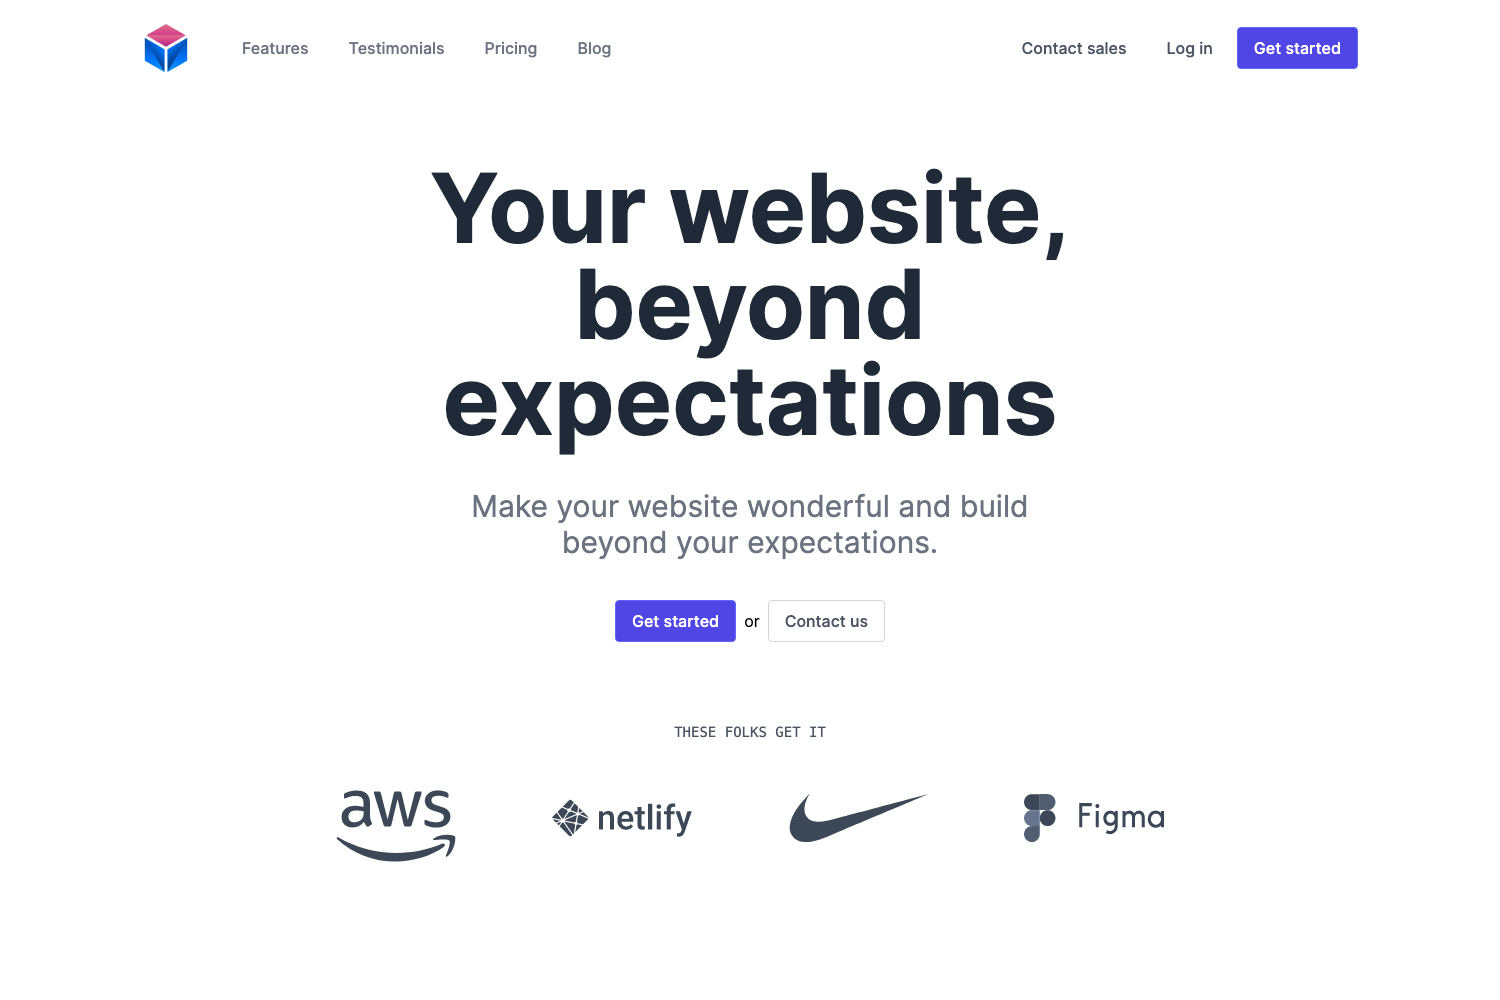 Features Testimonials Pricing Blog Contact sales Log in Get started
Your website,
beyond
expectations
Make your website wonderful and build
beyond your expectations.
Get started or Contact us
THESE FOLKS GET IT
aws netlify Figma